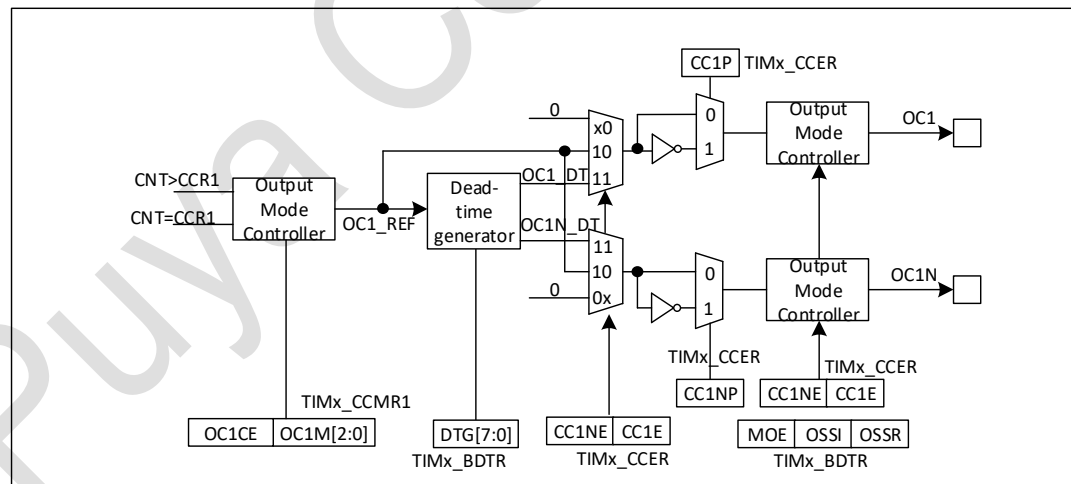 Puya C
CC1P TIMx_CCER
0
x0
10
11
0
1
Output
Mode
Controller
OC1
CNT>CCR1
CNT=CCR1
Output
Mode
Controller
OC1_REF
Dead-
time
generator
OC1_DT
OC1N_DT
11
10
0x
0
0
1
Output
Mode
Controller
OC1N
TIMx_CCMR1
OC1CE OC1M[2:0]
DTG[7:0]
TIMx_BDTR
CC1NE CC1E
TIMx_CCER
TIMx_CCER
CC1NP
TIMx_CCER
CC1NE CC1E
MOE OSSI OSSR
TIMx_BDTR